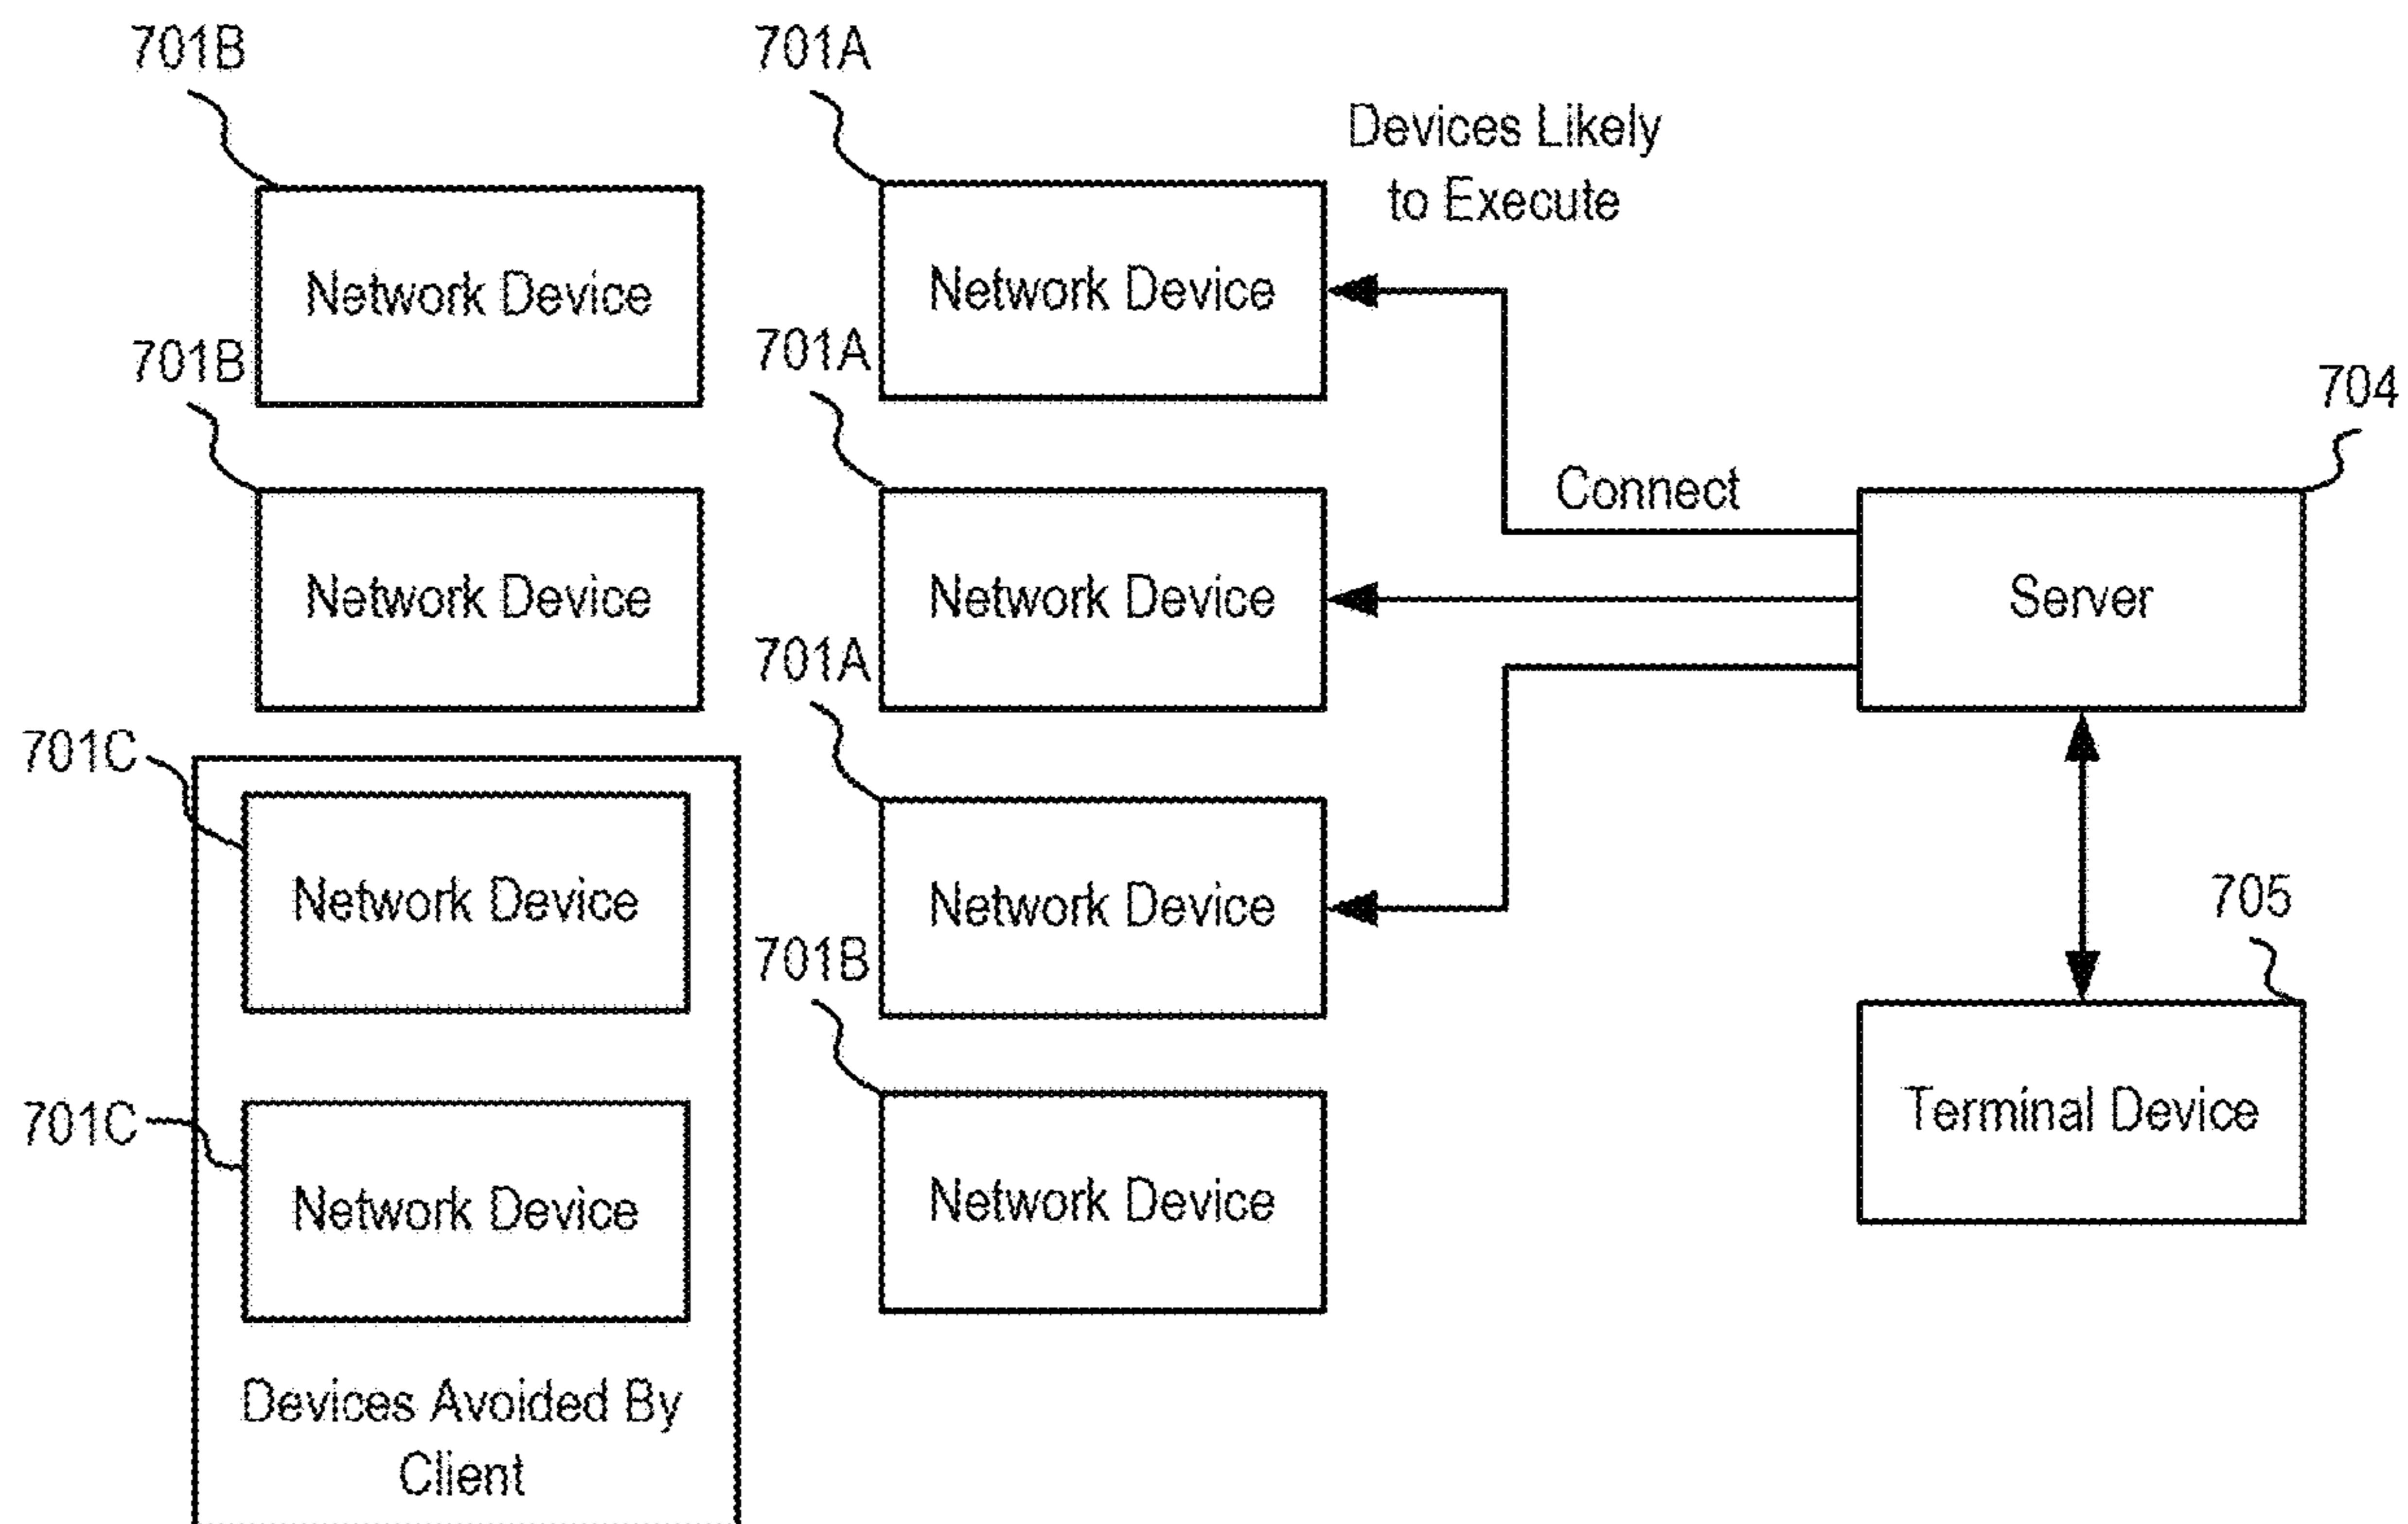 701B
701A
Devices Likely
to Execute
Network Device
Network Device
701B
701A
704
Connect
Network Device
Network Device
Server
701A
701C
Network Device
Network Device
705
701B
Terminal Device
701C
Network Device
Network Device
Devices Avoided By
Client